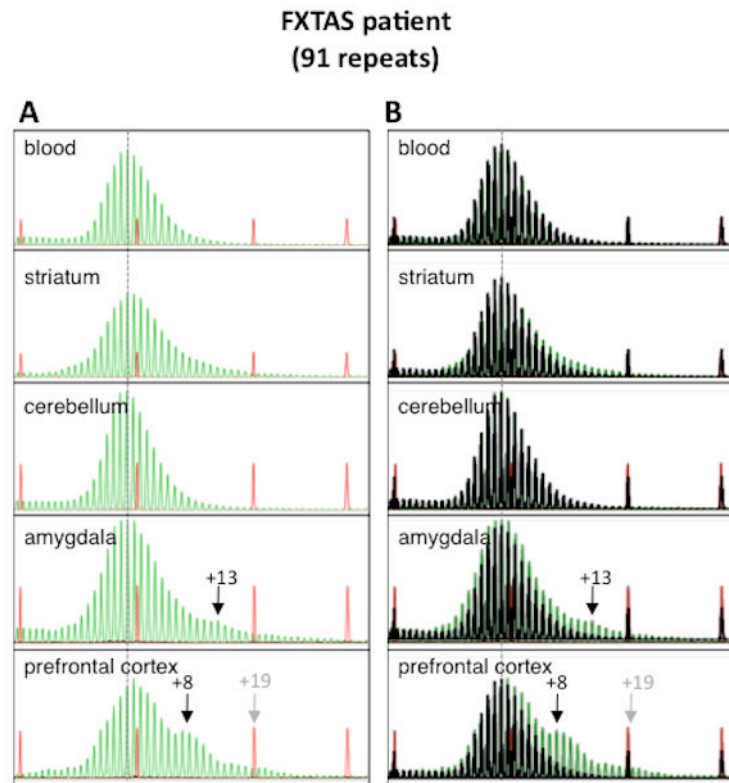 FXTAS patient
(91 repeats)
A
blood
striatum
cerebellum
amygdala
+13
prefrontal cortex
+8
+19
B
blood
striatum
cerebellum
amygdala
+13
prefrontal cortex
+8
+19